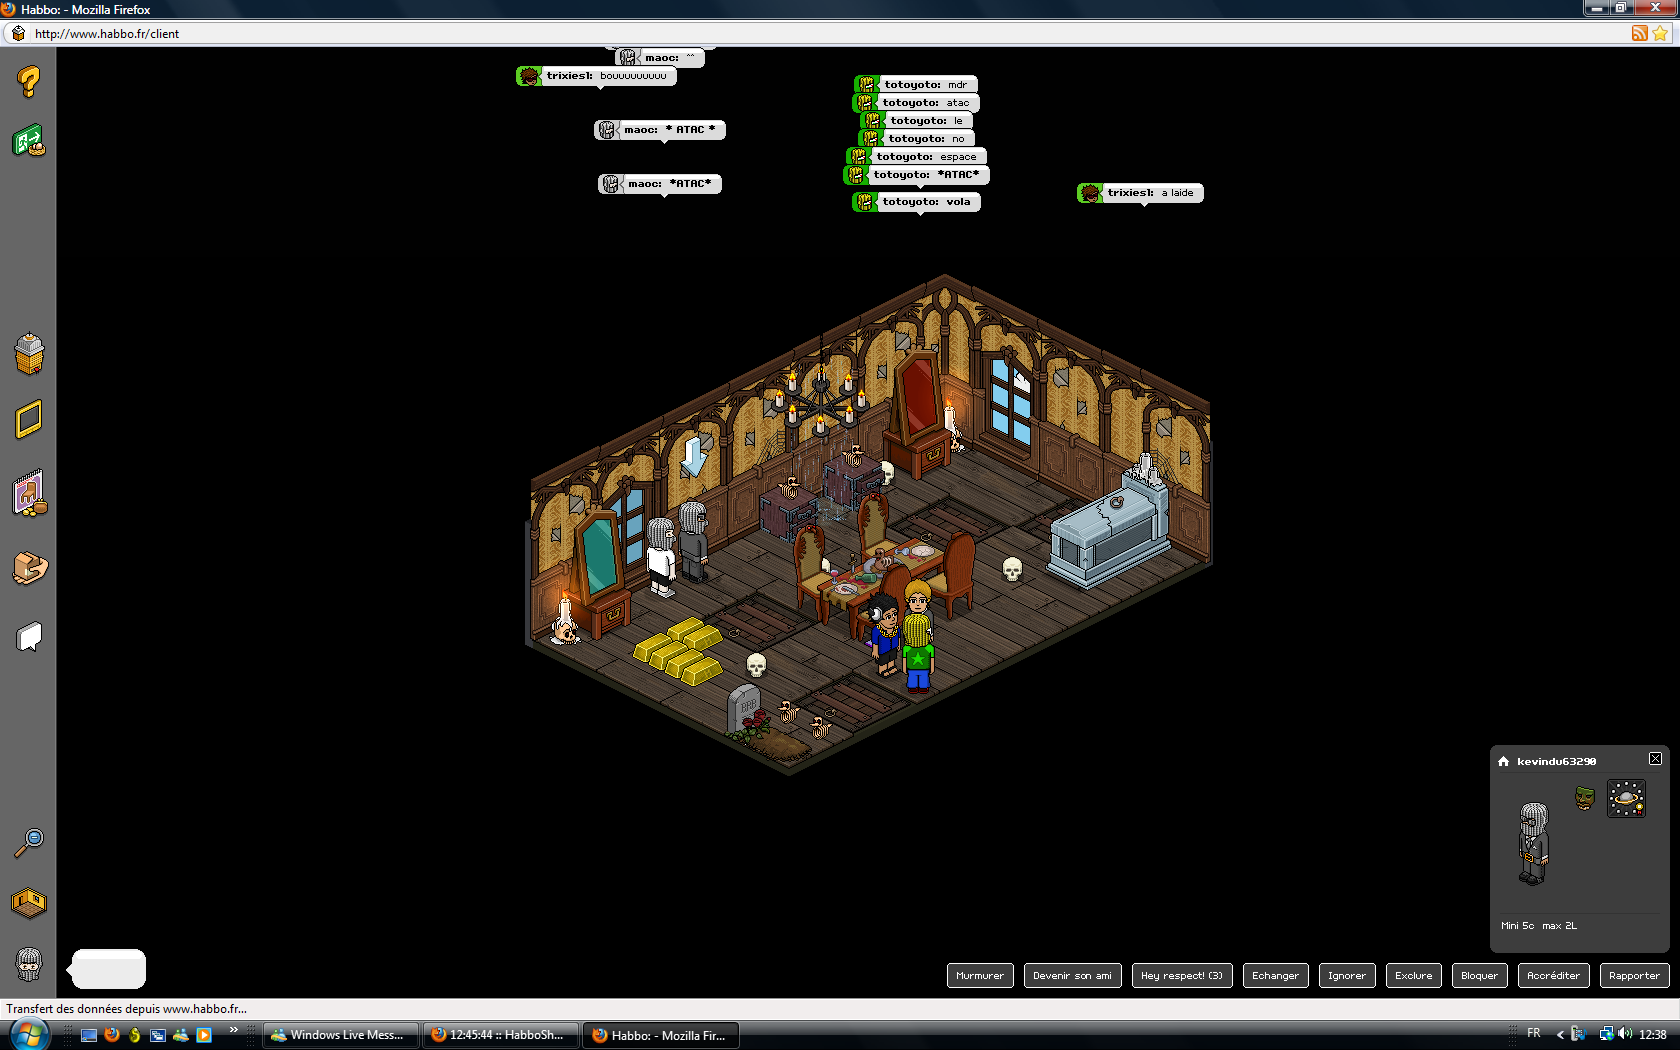 Habbo: - Mozilla Firefox
http://www.habbo.fr/client
maoc: ^^
trixies1: bouuuuuuuuu
totoyoto: mdr
totoyoto: atac
totoyoto: le
maoc: * ATAC *
totoyoto: no
totoyoto: espace
totoyoto: *ATAC*
maoc: *ATAC*
trixies1: a laide
totoyoto: vola
kevindu63290
Mini 5c max 2L
Murmurer
Devenir son ami
Hey respect! (3)
Echanger
Ignorer
Exclure
Bloquer
Accréditer
Rapporter
Transfert des données depuis www.habbo.fr...
Windows Live Mess...
12:45:44 :: HabboSh...
Habbo: - Mozilla Fir...
FR
12:38